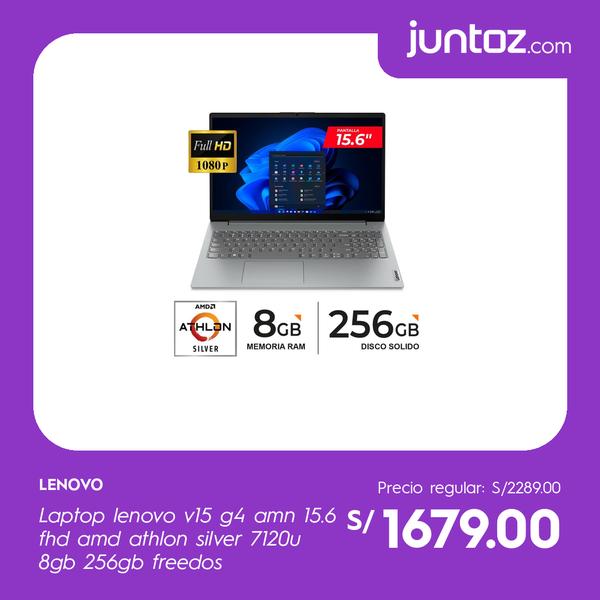 juntoz.com
Full HD
1080P
PANTALLA
15.6"
Lenovo
AMD
ATHLON
SILVER
8GB
MEMORIA RAM
256GB
DISCO SOLIDO
LENOVO
Laptop lenovo v15 g4 amn 15.6
fhd amd athlon silver 7120u
8gb 256gb freedos
Precio regular: S/2289.00
S/1679.00